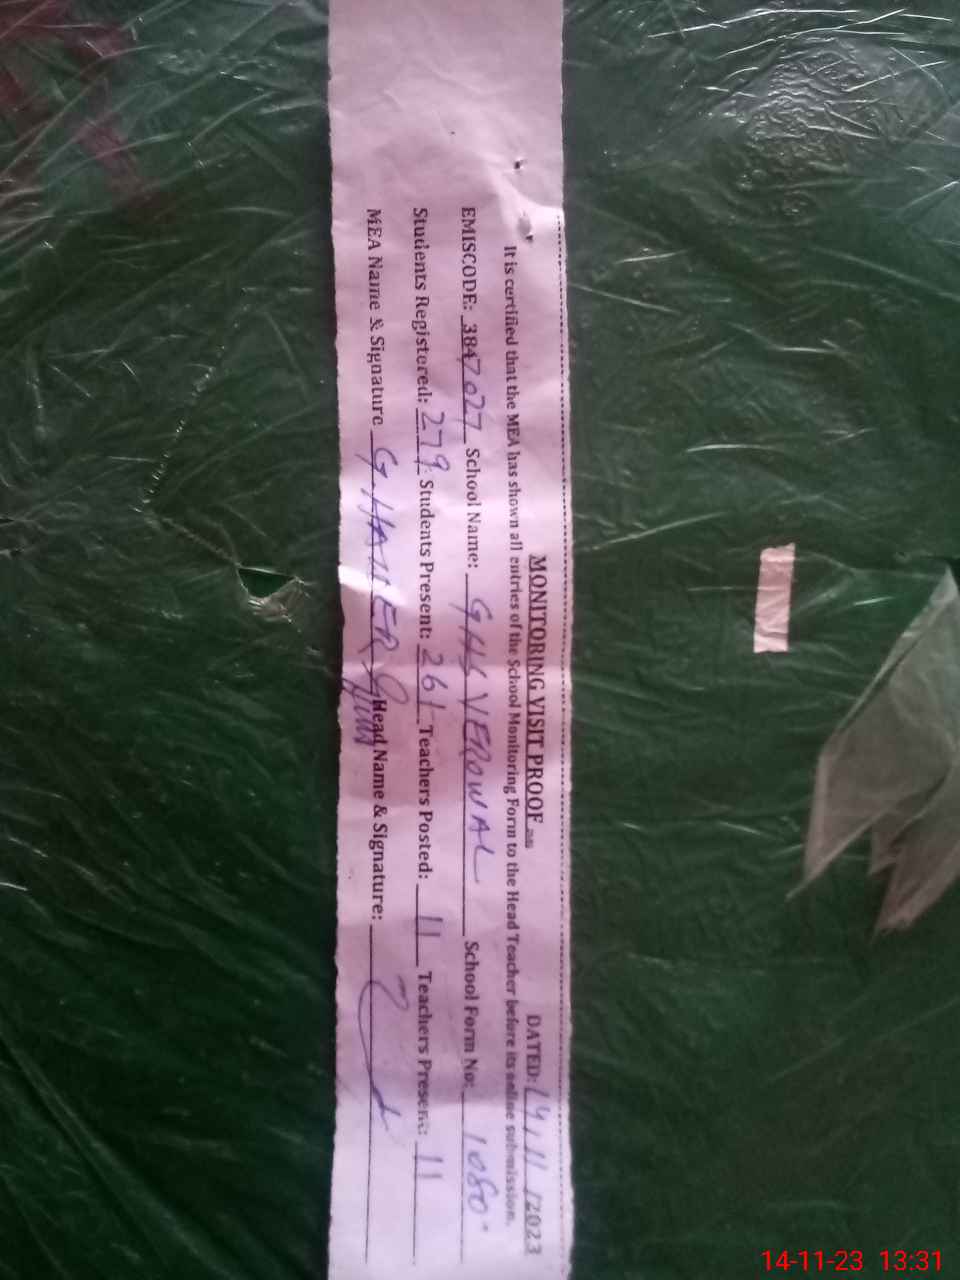 MONITORING VISIT PROOF DATED: 14/11/2023
It is certified that the MEA has shown all entries of the School Monitoring Form to the Head Teacher before its online submission.
EMISCODE: 3847027 School Name: GHS VEROWAL School Form No: 1080
Students Registered: 279 Students Present: 261 Teachers Posted: 11 Teachers Present: 11
MEA Name & Signature G. Head Name & Signature:
14-11-23 13:31